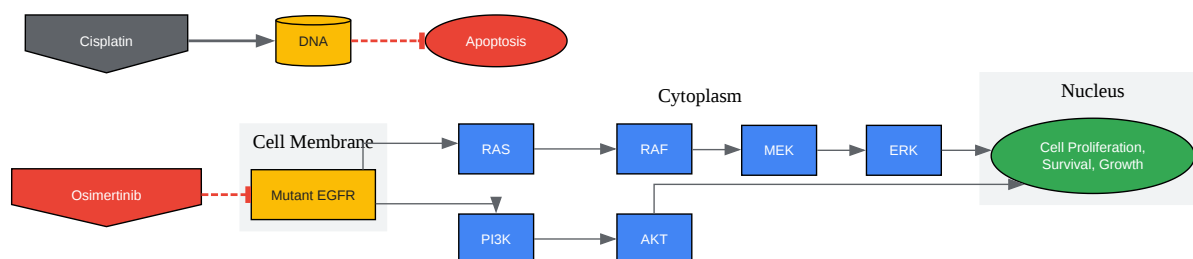 Cisplatin
DNA
Apoptosis
Cytoplasm
Nucleus
Cell Membrane
RAS
RAF
MEK
ERK
Cell Proliferation,
Survival, Growth
Osimertinib
Mutant EGFR
PI3K
AKT